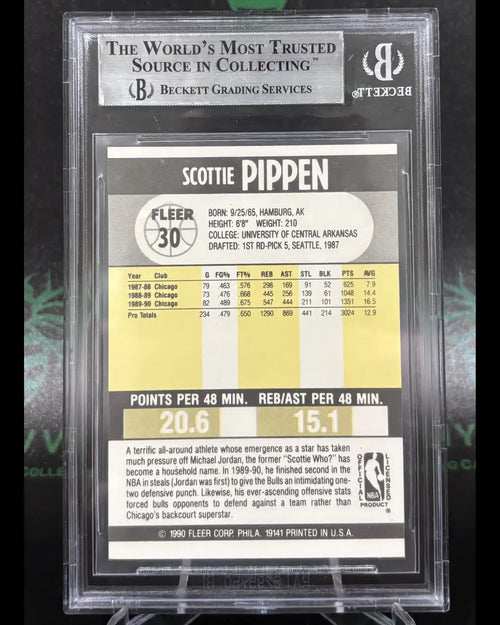 THE WORLD'S MOST TRUSTED
SOURCE IN COLLECTING™
BECKETT GRADING SERVICES
BECKETT
SCOTTIE PIPPEN
FLEER
30
BORN: 9/25/65, HAMBURG, AK
HEIGHT: 6'8" WEIGHT: 210
COLLEGE: UNIVERSITY OF CENTRAL ARKANSAS
DRAFTED: 1ST RD-PICK 5, SEATTLE, 1987
Year Club G FG% FT% REB AST STL BLK PTS AVG
1987-88 Chicago 79 .463 .576 298 169 91 52 625 7.9
1988-89 Chicago 73 .476 .668 445 256 139 61 1048 14.4
1989-90 Chicago 82 .489 .675 547 444 211 101 1351 16.5
Pro Totals 234 .479 .650 1290 869 441 214 3024 12.9
POINTS PER 48 MIN. REB/AST PER 48 MIN.
20.6 15.1
A terrific all-around athlete whose emergence as a star has taken
much pressure off Michael Jordan, the former "Scottie Who?" has
become a household name. In 1989-90, he finished second in the
NBA in steals (Jordan was first) to give the Bulls an intimidating one-
two defensive punch. Likewise, his ever-ascending offensive stats
forced bulls opponents to defend against a team rather than
Chicago's backcourt superstar.
OFFICIAL
LICENSED
NBA
PRODUCT
© 1990 FLEER CORP. PHILA. 19141 PRINTED IN U.S.A.